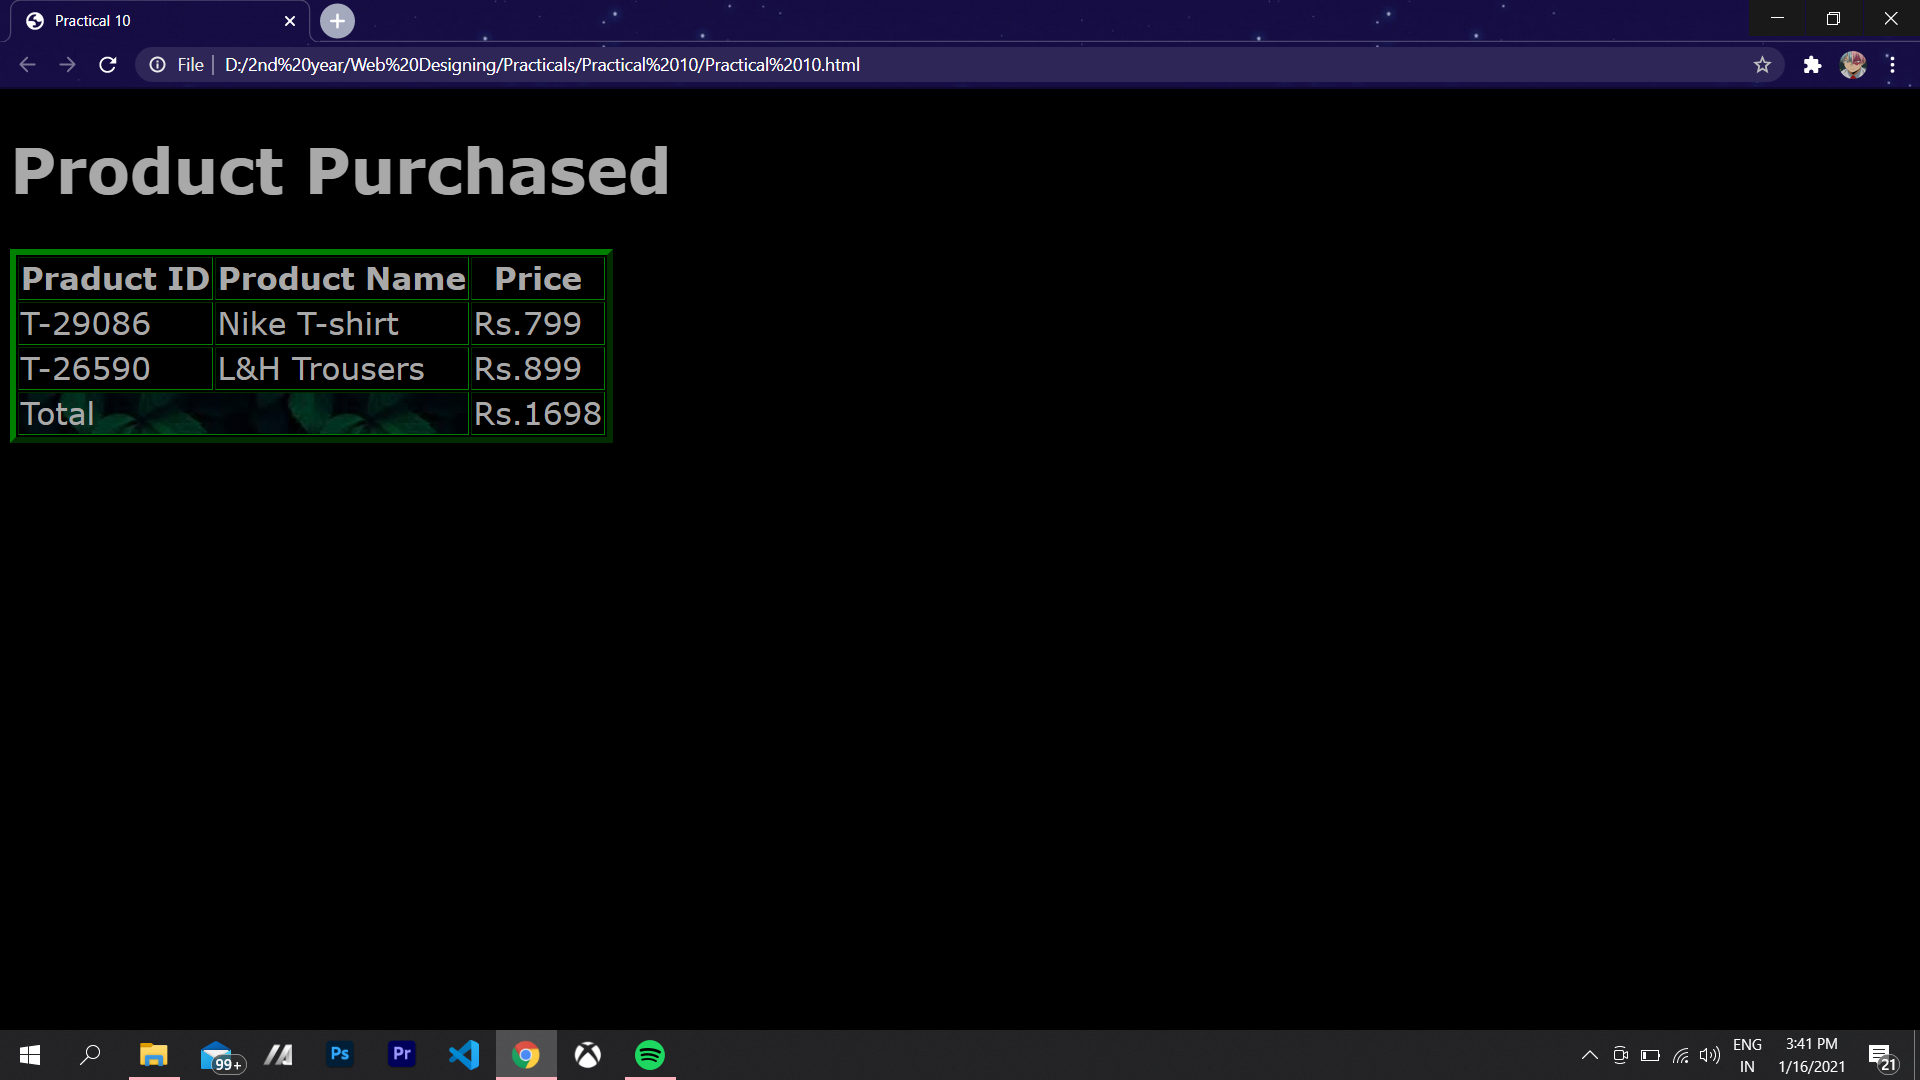 Practical 10
File
D:/2nd%20year/Web%20Designing/Practicals/Practical%2010/Practical%2010.html
Product Purchased
Praduct ID Product Name Price
T-29086 Nike T-shirt Rs.799
T-26590 L&H Trousers Rs.899
Total Rs.1698
99+
Ps
Pr
ENG
IN
3:41 PM
1/16/2021
21